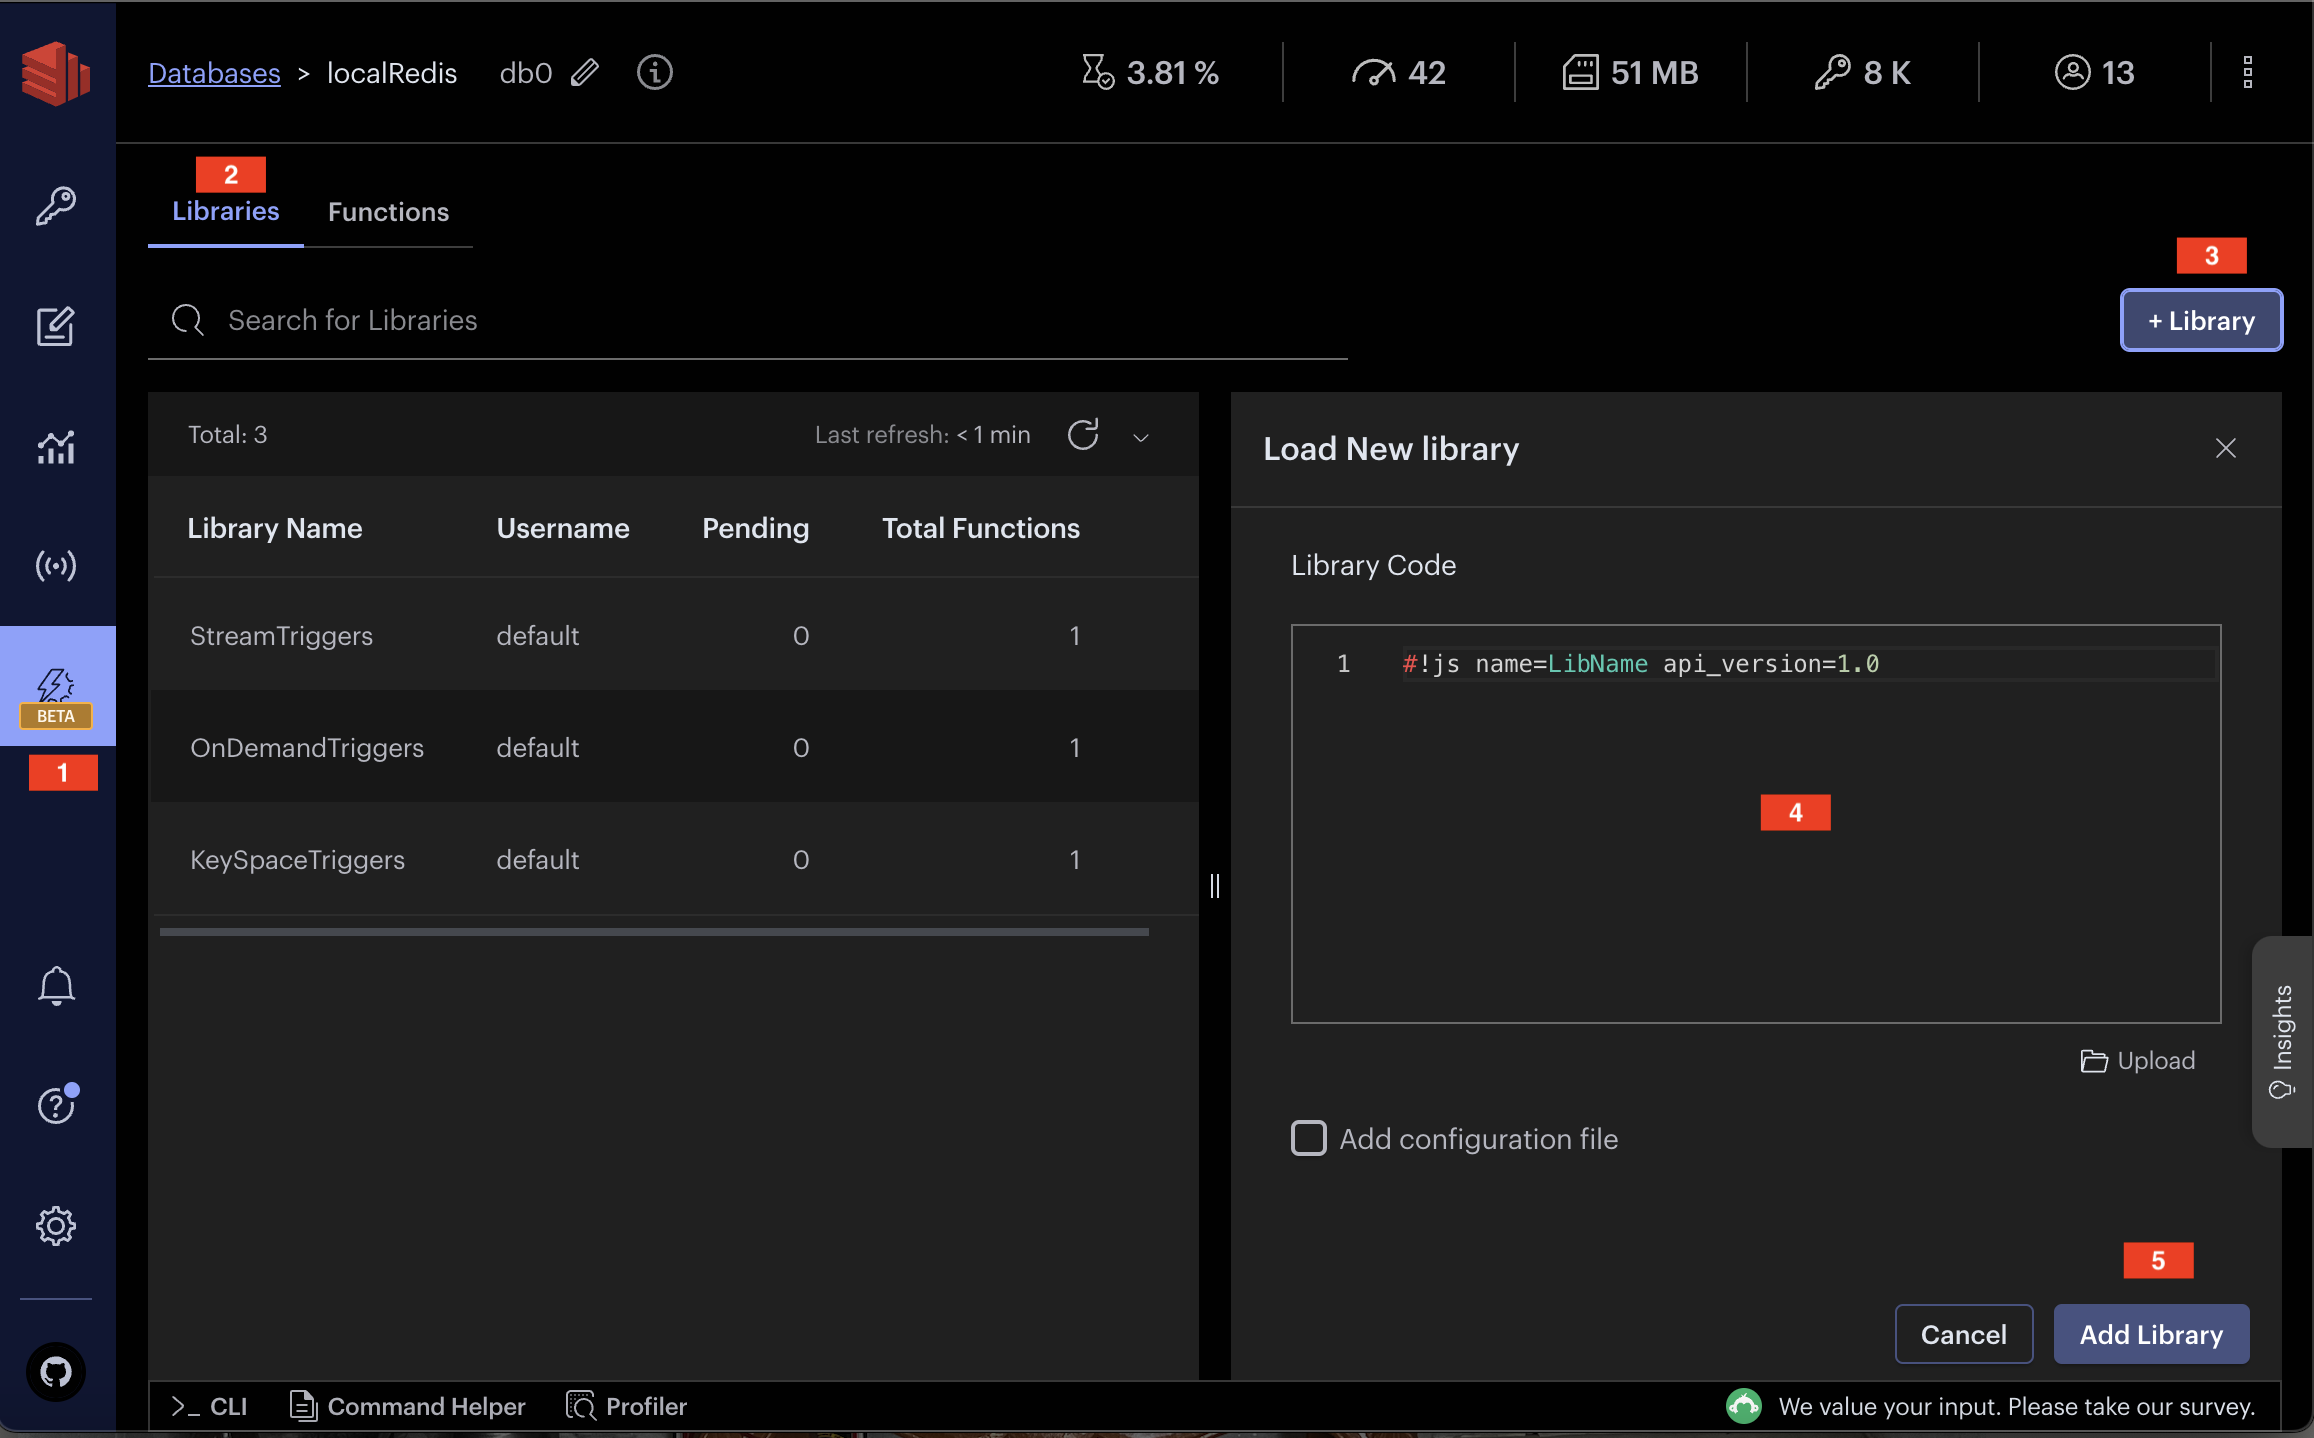 Databases > localRedis db0 3.81 % 42 51 MB 8 K 13
2
Libraries Functions
3
Search for Libraries
+ Library
Total: 3 Last refresh: < 1 min
Library Name Username Pending Total Functions
StreamTriggers default 0 1
OnDemandTriggers default 0 1
KeySpaceTriggers default 0 1
BETA
1
Load New library
Library Code
1 #!js name=LibName api_version=1.0
4
Upload
Add configuration file
Insights
5
Cancel Add Library
>_ CLI Command Helper Profiler We value your input. Please take our survey.